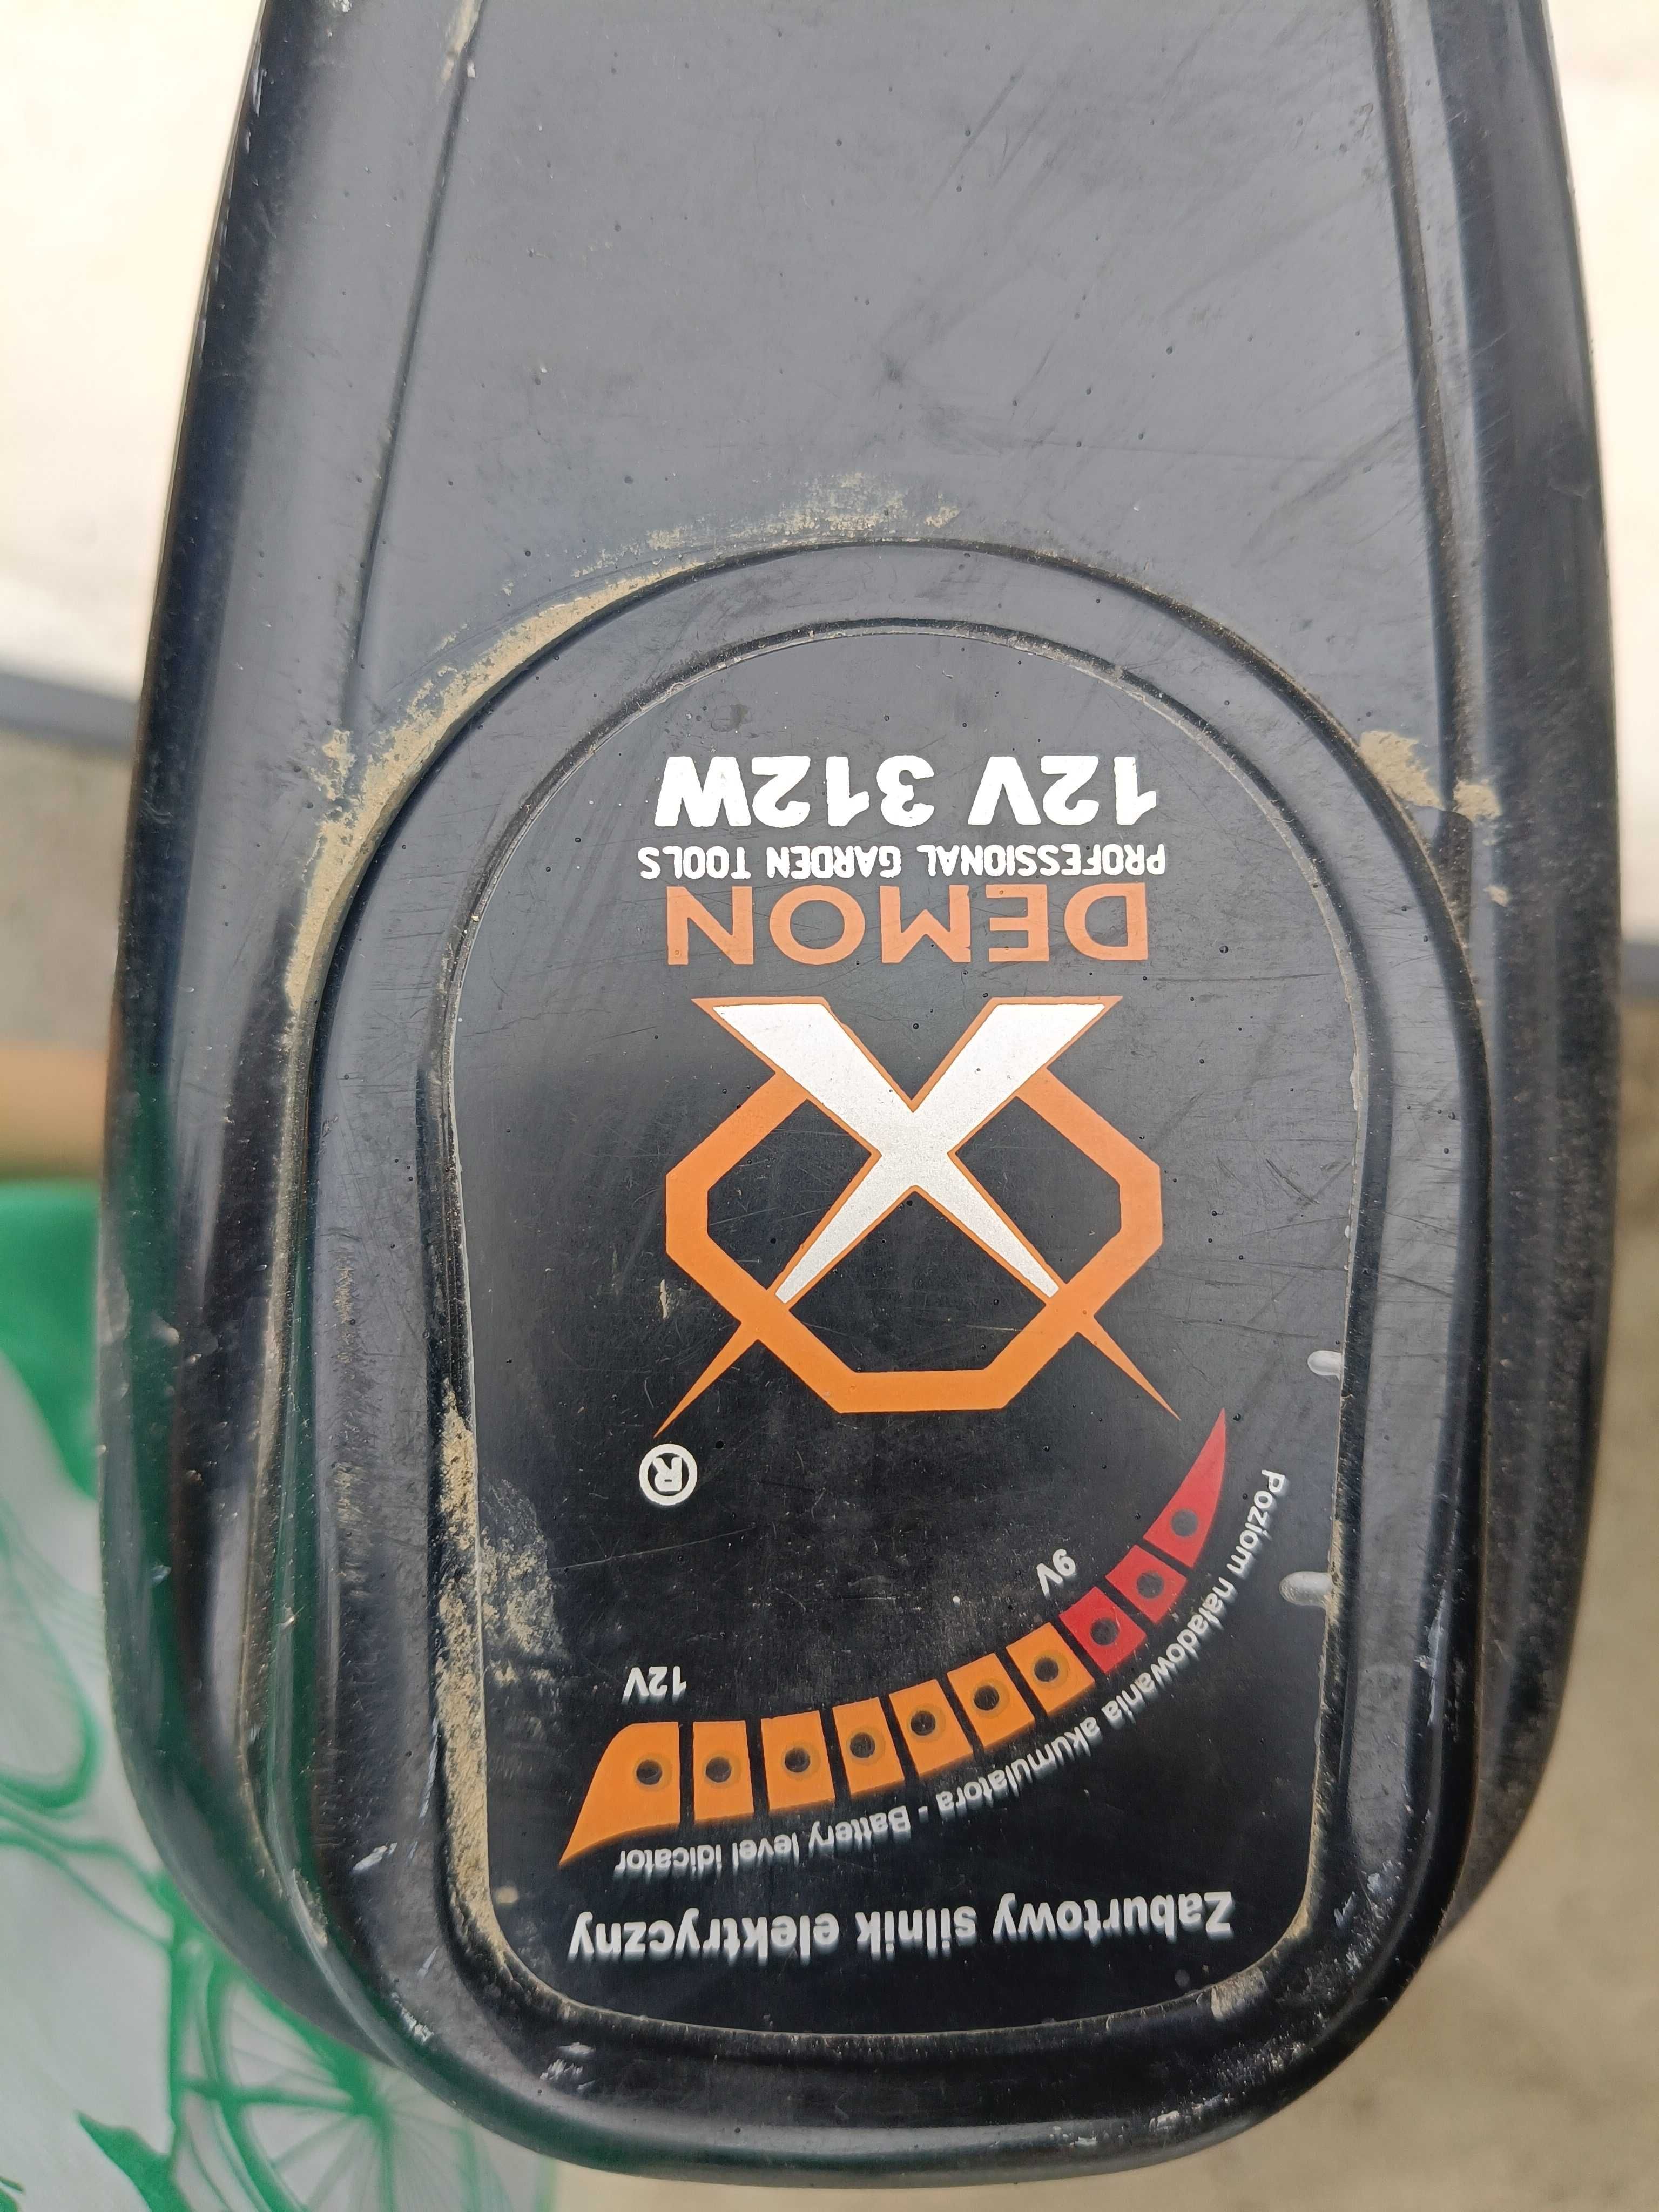 Zaburtowy silnik elektryczny
Poziom naładowania akumulatora - Battery level idicator
9V
12V
®
DEMON
PROFESSIONAL GARDEN TOOLS
12V 312W